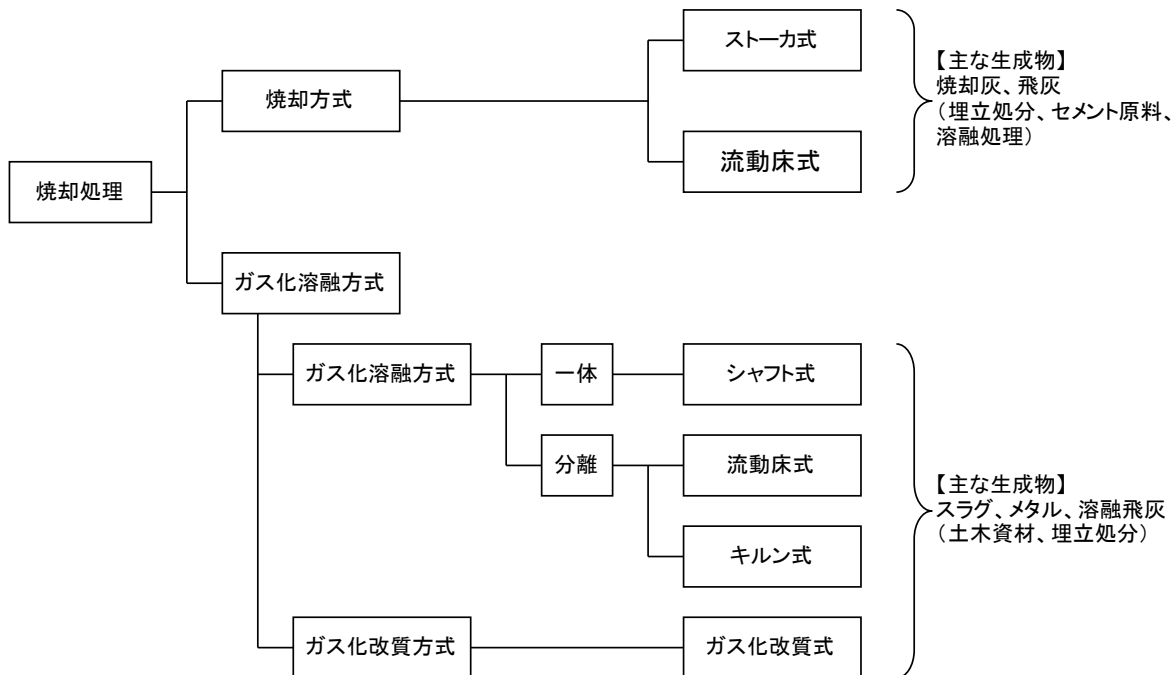 ストーカ式
【主な生成物】
焼却灰、飛灰
（埋立処分、セメント原料、
溶融処理）
焼却方式
流動床式
焼却処理
ガス化溶融方式
ガス化溶融方式
一体
シャフト式
分離
流動床式
【主な生成物】
スラグ、メタル、溶融飛灰
（土木資材、埋立処分）
キルン式
ガス化改質方式
ガス化改質式